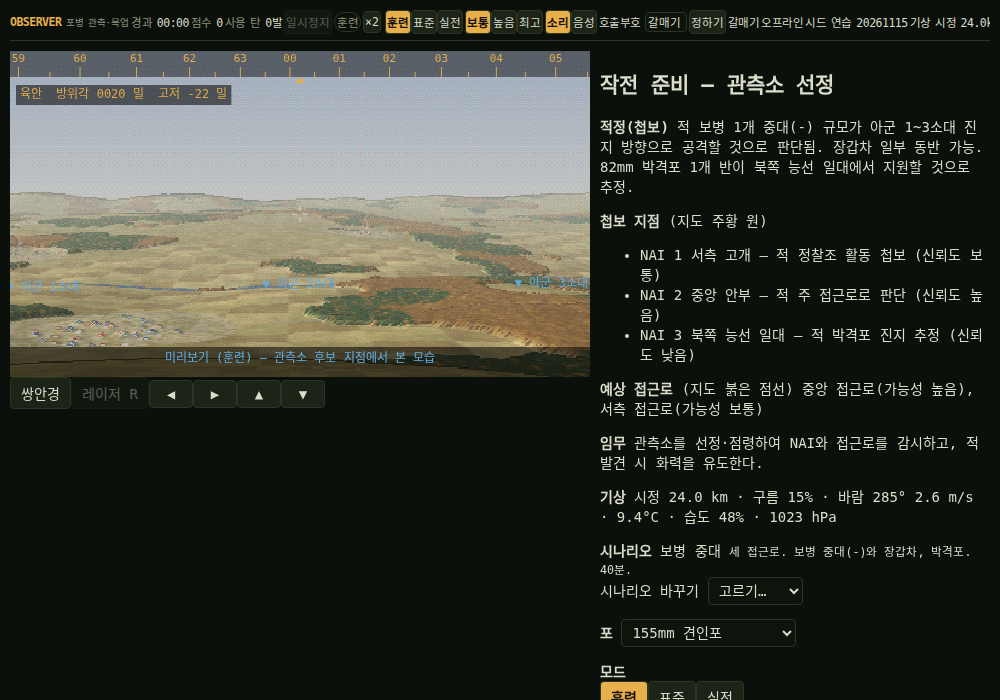 OBSERVER 포병 관측·목업 경과 00:00 점수 0 사용 탄 0발 일시정지 훈련 ×2 훈련 표준 실전 보통 높음 최고 소리 음성 호출부호 갈매기 정하기 갈매기 오프라인 시드 연습 20261115 기상 시정 24.0k
59 60 61 62 63 00 01 02 03 04 05
육안 방위각 0020 밀 고저 -22 밀
▼ 아군 3소대
미리보기 (훈련) — 관측소 후보 지점에서 본 모습
쌍안경 레이저 R ◄ ► ▲ ▼
작전 준비 — 관측소 선정
적정(첩보) 적 보병 1개 중대(-) 규모가 아군 1~3소대 진
지 방향으로 공격할 것으로 판단됨. 장갑차 일부 동반 가능.
82mm 박격포 1개 반이 북쪽 능선 일대에서 지원할 것으로
추정.
첩보 지점 (지도 주황 원)
• NAI 1 서측 고개 — 적 정찰조 활동 첩보 (신뢰도 보
통)
• NAI 2 중앙 안부 — 적 주 접근로로 판단 (신뢰도 높
음)
• NAI 3 북쪽 능선 일대 — 적 박격포 진지 추정 (신뢰
도 낮음)
예상 접근로 (지도 붉은 점선) 중앙 접근로(가능성 높음),
서측 접근로(가능성 보통)
임무 관측소를 선정·점령하여 NAI와 접근로를 감시하고, 적
발견 시 화력을 유도한다.
기상 시정 24.0 km · 구름 15% · 바람 285° 2.6 m/s
· 9.4°C · 습도 48% · 1023 hPa
시나리오 보병 중대 세 접근로. 보병 중대(-)와 장갑차, 박격포.
40분.
시나리오 바꾸기 고르기…
포 155mm 견인포
모드
훈련 표준 실전